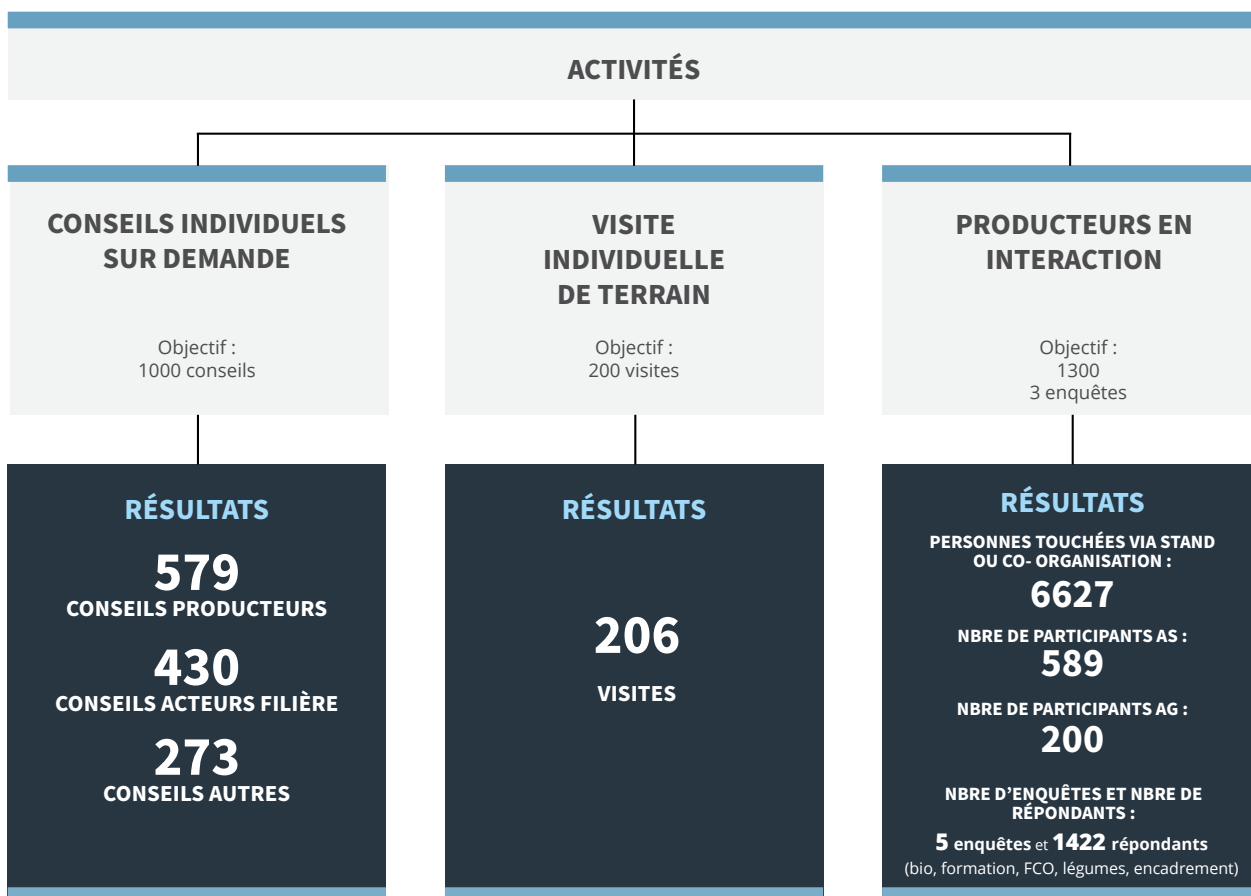 ACTIVITÉS
CONSEILS INDIVIDUELS
SUR DEMANDE
Objectif :
1000 conseils
RÉSULTATS
579
CONSEILS PRODUCTEURS
430
CONSEILS ACTEURS FILIÈRE
273
CONSEILS AUTRES
VISITE
INDIVIDUELLE
DE TERRAIN
Objectif :
200 visites
RÉSULTATS
206
VISITES
PRODUCTEURS EN
INTERACTION
Objectif :
1300
3 enquêtes
RÉSULTATS
PERSONNES TOUCHÉES VIA STAND
OU CO- ORGANISATION :
6627
NBRE DE PARTICIPANTS AS :
589
NBRE DE PARTICIPANTS AG :
200
NBRE D’ENQUÊTES ET NBRE DE
RÉPONDANTS :
5 enquêtes et 1422 répondants
(bio, formation, FCO, légumes, encadrement)